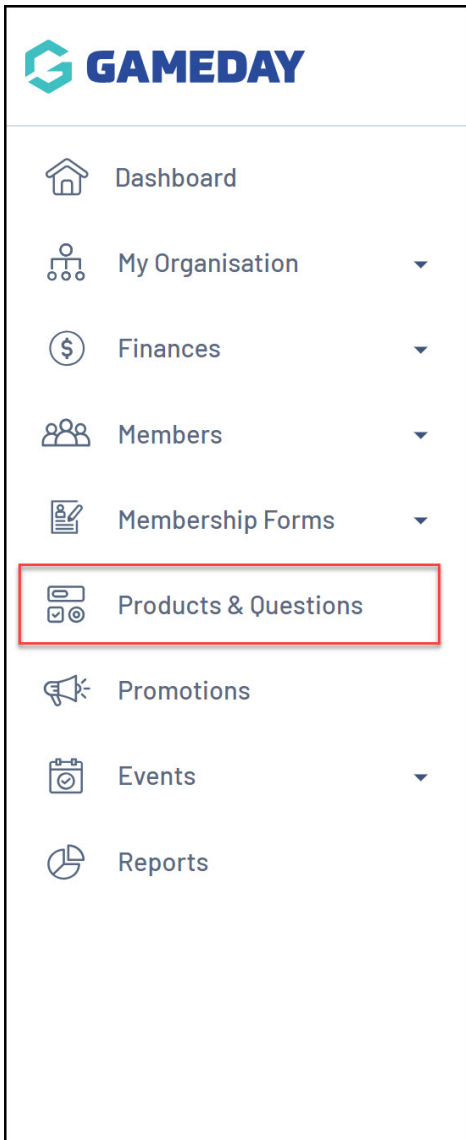 GAMEDAY
Dashboard
My Organisation
Finances
Members
Membership Forms
Products & Questions
Promotions
Events
Reports